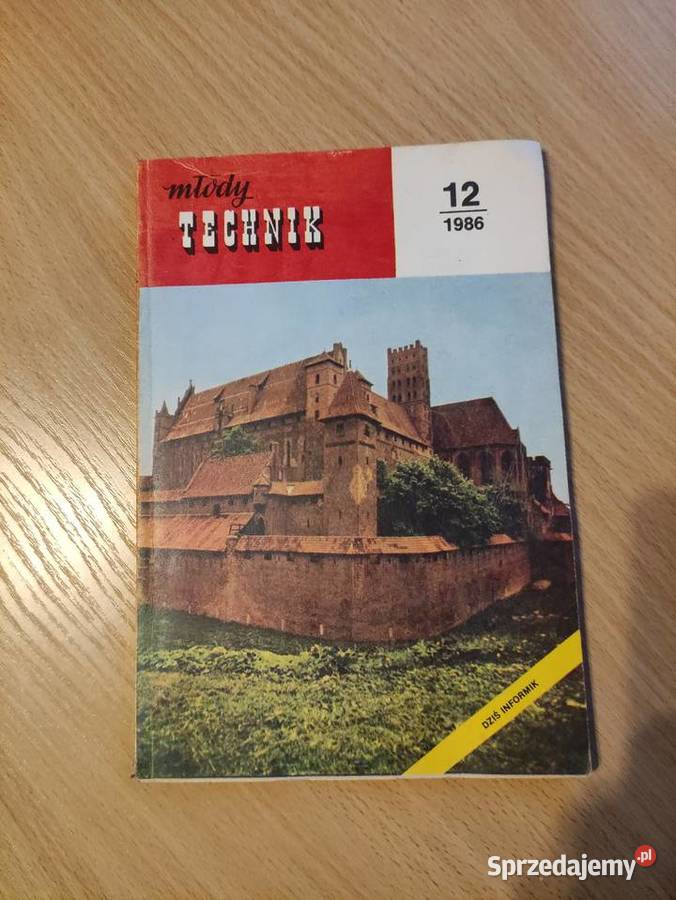 młody
TECHNIK
12
1986
DZIŚ INFORMIK
Sprzedajemy.pl